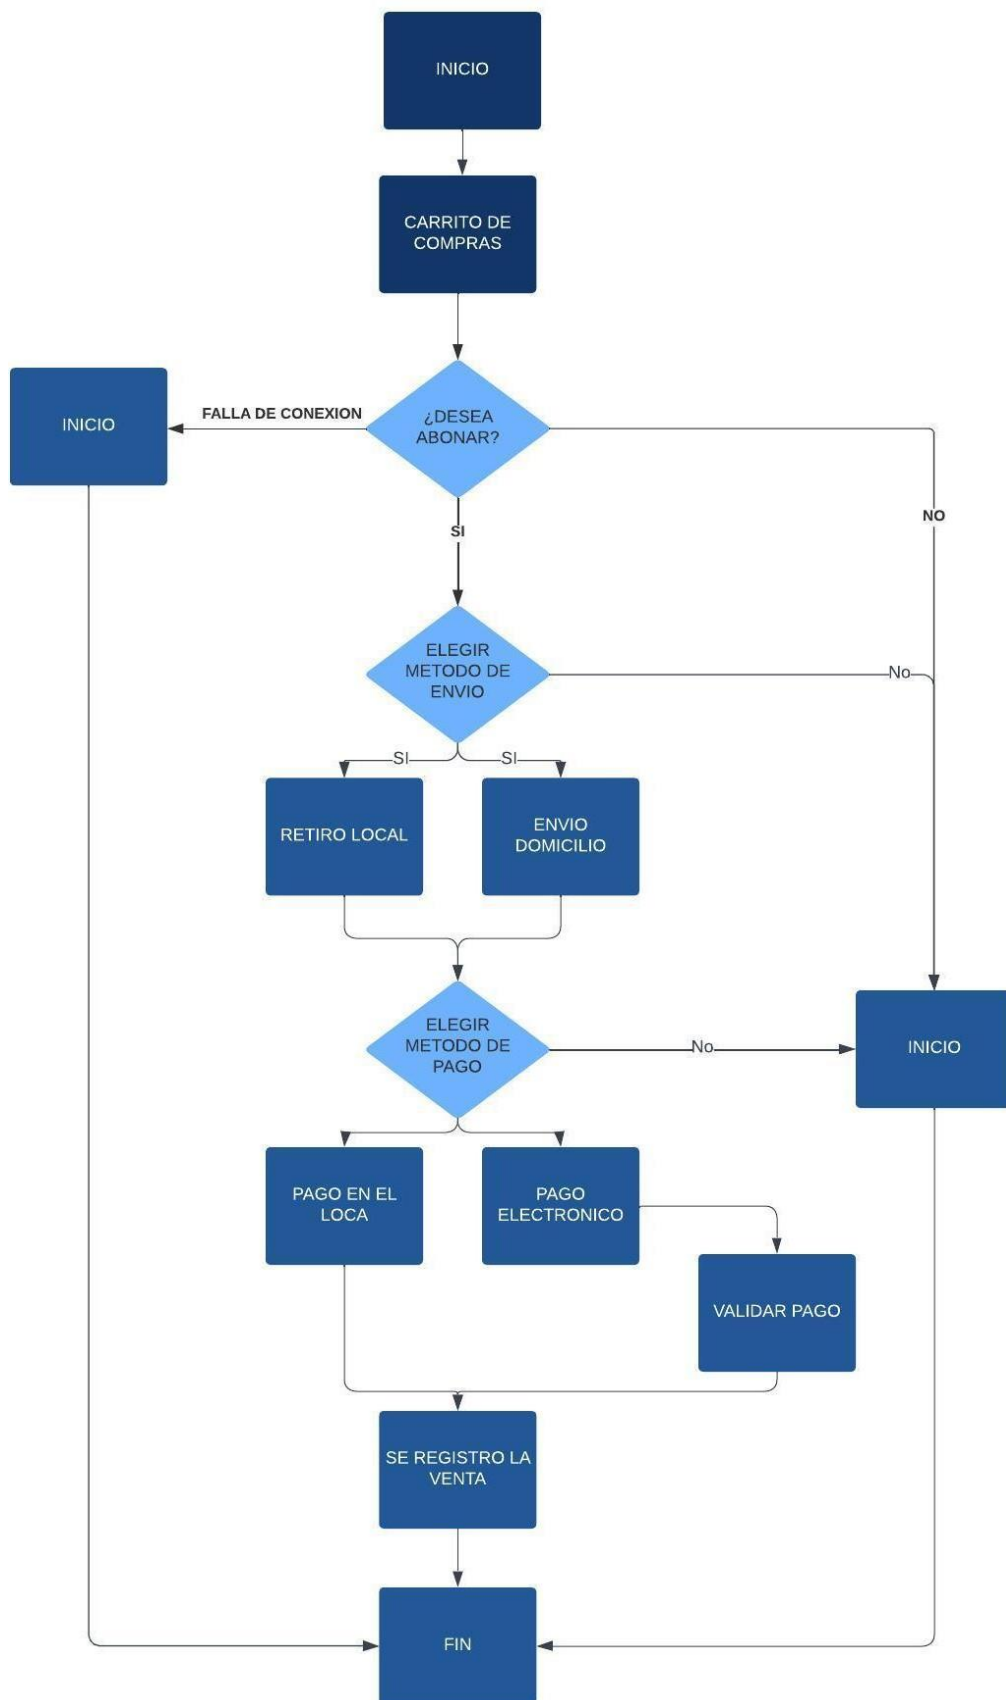 INICIO
CARRITO DE
COMPRAS
INICIO
FALLA DE CONEXION
¿DESEA
ABONAR?
NO
SI
ELEGIR
METODO DE
ENVIO
No
SI
SI
RETIRO LOCAL
ENVIO
DOMICILIO
ELEGIR
METODO DE
PAGO
No
INICIO
PAGO EN EL
LOCA
PAGO
ELECTRONICO
VALIDAR PAGO
SE REGISTRO LA
VENTA
FIN